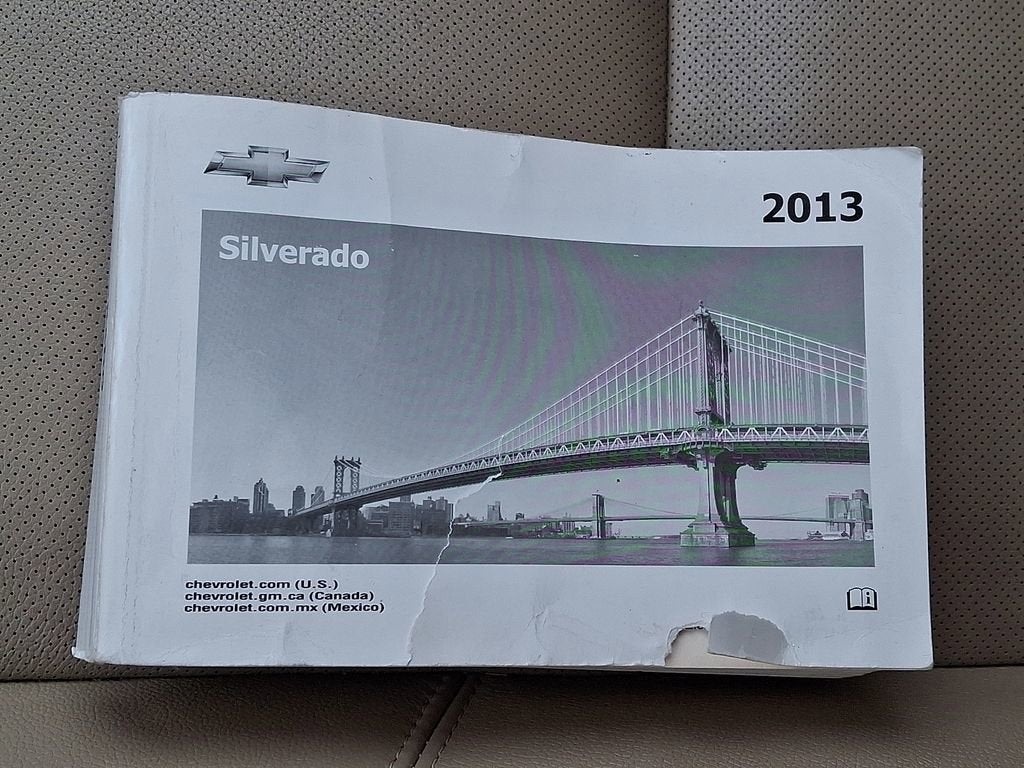 2013
Silverado
chevrolet.com (U.S.)
chevrolet.gm.ca (Canada)
chevrolet.com.mx (Mexico)